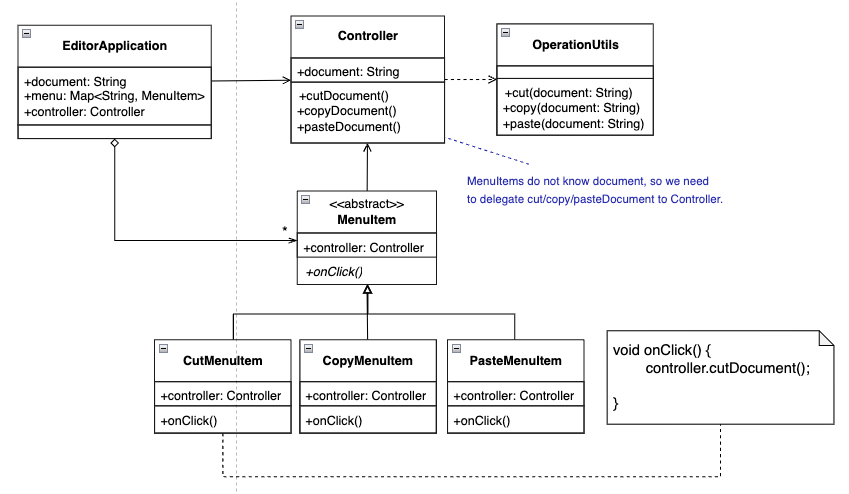 EditorApplication
+document: String
+menu: Map<String, MenuItem>
+controller: Controller
Controller
+document: String
+cutDocument()
+copyDocument()
+pasteDocument()
OperationUtils
+cut(document: String)
+copy(document: String)
+paste(document: String)
MenuItems do not know document, so we need
to delegate cut/copy/pasteDocument to Controller.
*
<<abstract>>
MenuItem
+controller: Controller
+onClick()
CutMenuItem
+controller: Controller
+onClick()
CopyMenuItem
+controller: Controller
+onClick()
PasteMenuItem
+controller: Controller
+onClick()
void onClick() {
controller.cutDocument();
}